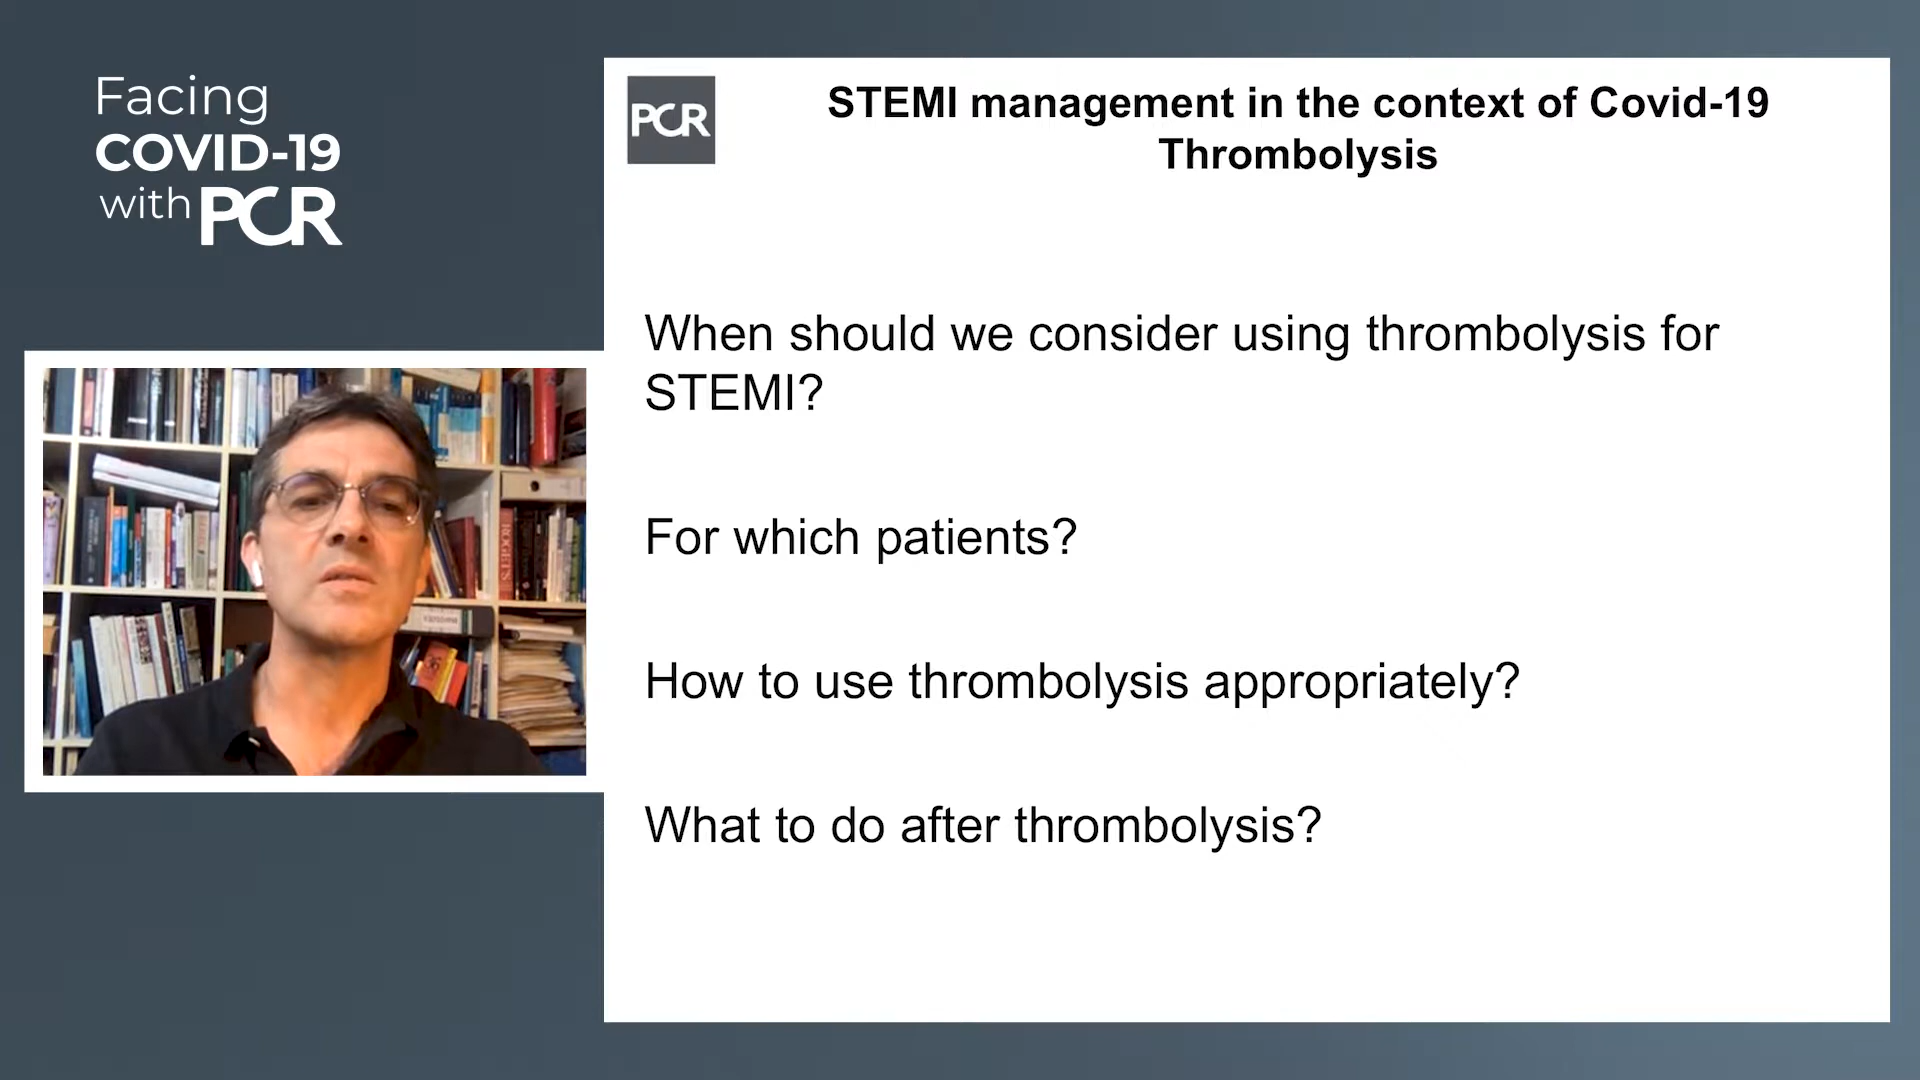 Facing
COVID-19
with PCR
PCR
STEMI management in the context of Covid-19
Thrombolysis
When should we consider using thrombolysis for
STEMI?
For which patients?
How to use thrombolysis appropriately?
What to do after thrombolysis?